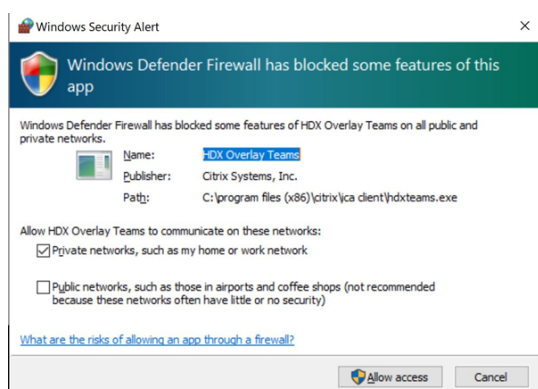 Windows Security Alert
Windows Defender Firewall has blocked some features of this
app
Windows Defender Firewall has blocked some features of HDX Overlay Teams on all public and
private networks.
Name: HDX Overlay Teams
Publisher: Citrix Systems, Inc.
Path: C:\program files (x86)\citrix\ica client\hdxteams.exe
Allow HDX Overlay Teams to communicate on these networks:
Private networks, such as my home or work network
Public networks, such as those in airports and coffee shops (not recommended
because these networks often have little or no security)
What are the risks of allowing an app through a firewall?
Allow access Cancel